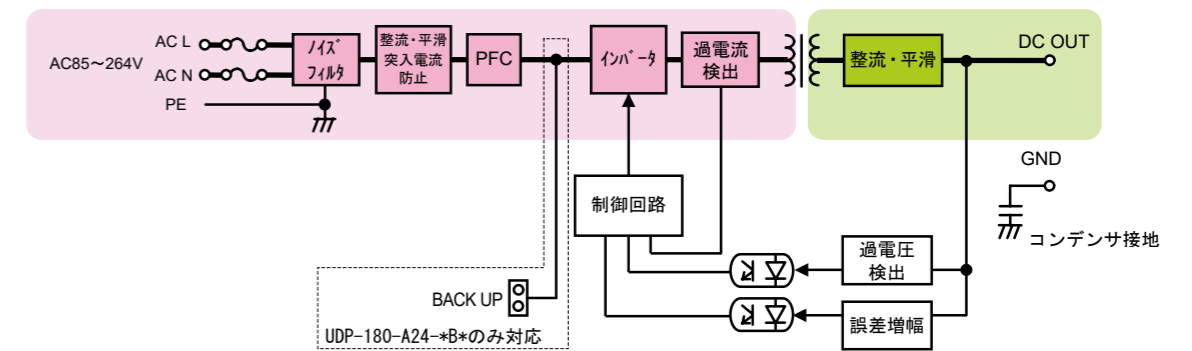 AC85～264V
AC L
AC N
PE
ノイズ
フィルタ
整流・平滑
突入電流
防止
PFC
インバータ
過電流
検出
整流・平滑
DC OUT
GND
コンデンサ接地
制御回路
過電圧
検出
誤差増幅
BACK UP
UDP-180-A24-*B*のみ対応